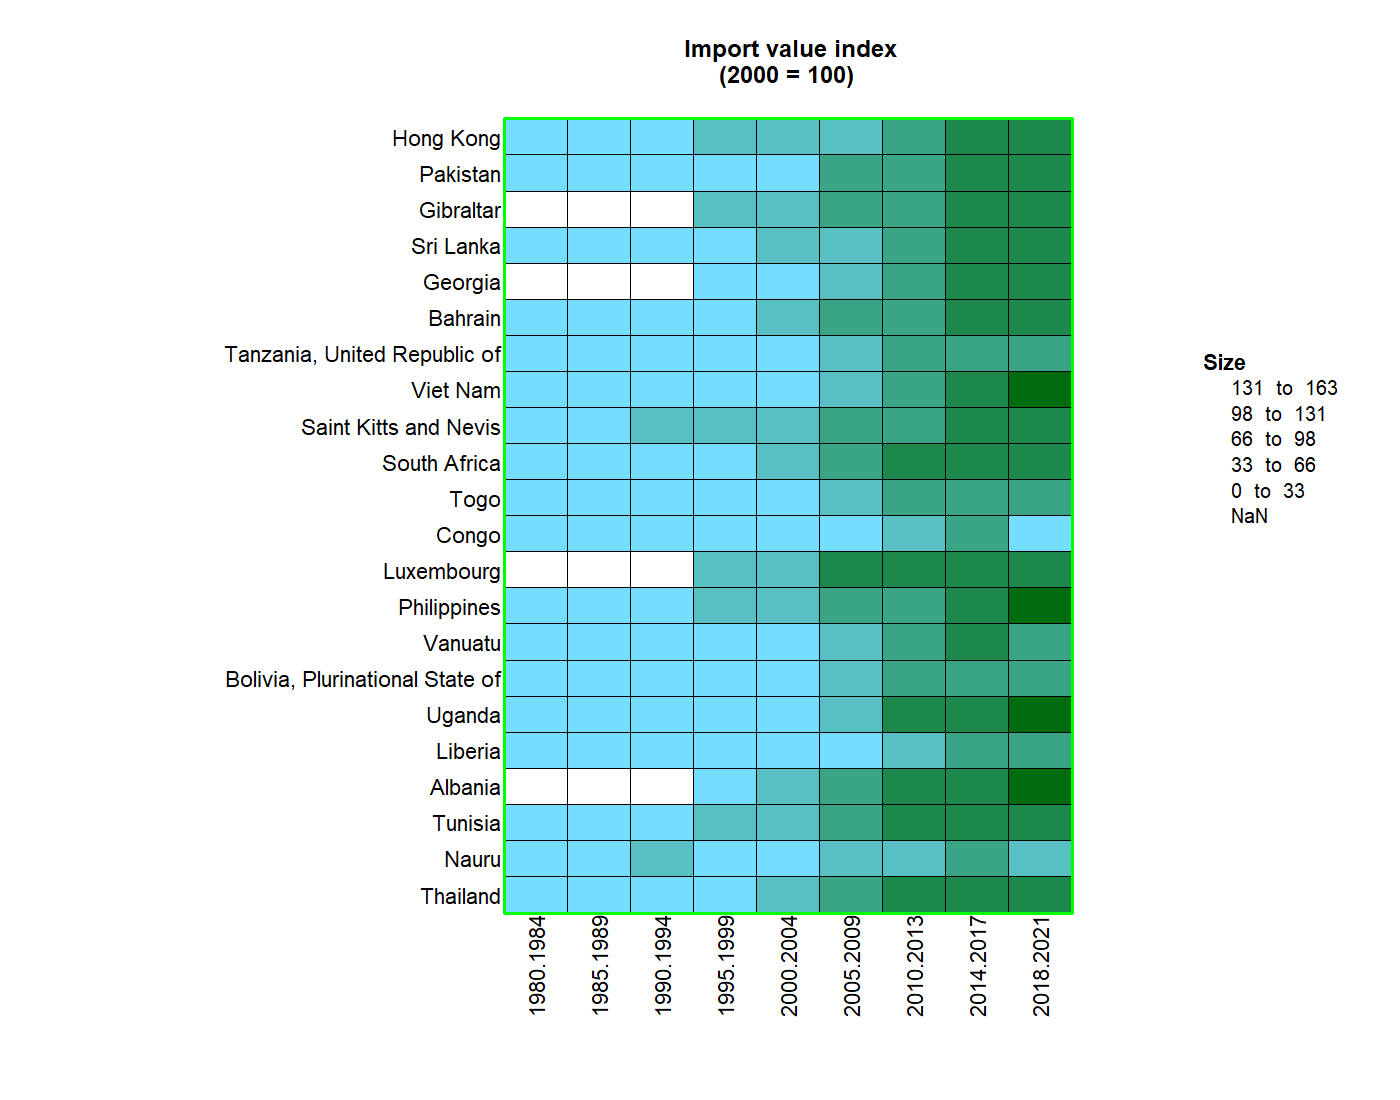 Import value index
(2000 = 100)
Hong Kong
Pakistan
Gibraltar
Sri Lanka
Georgia
Bahrain
Tanzania, United Republic of
Viet Nam
Saint Kitts and Nevis
South Africa
Togo
Congo
Luxembourg
Philippines
Vanuatu
Bolivia, Plurinational State of
Uganda
Liberia
Albania
Tunisia
Nauru
Thailand
1980.1984
1985.1989
1990.1994
1995.1999
2000.2004
2005.2009
2010.2013
2014.2017
2018.2021
Size
131 to 163
98 to 131
66 to 98
33 to 66
0 to 33
NaN